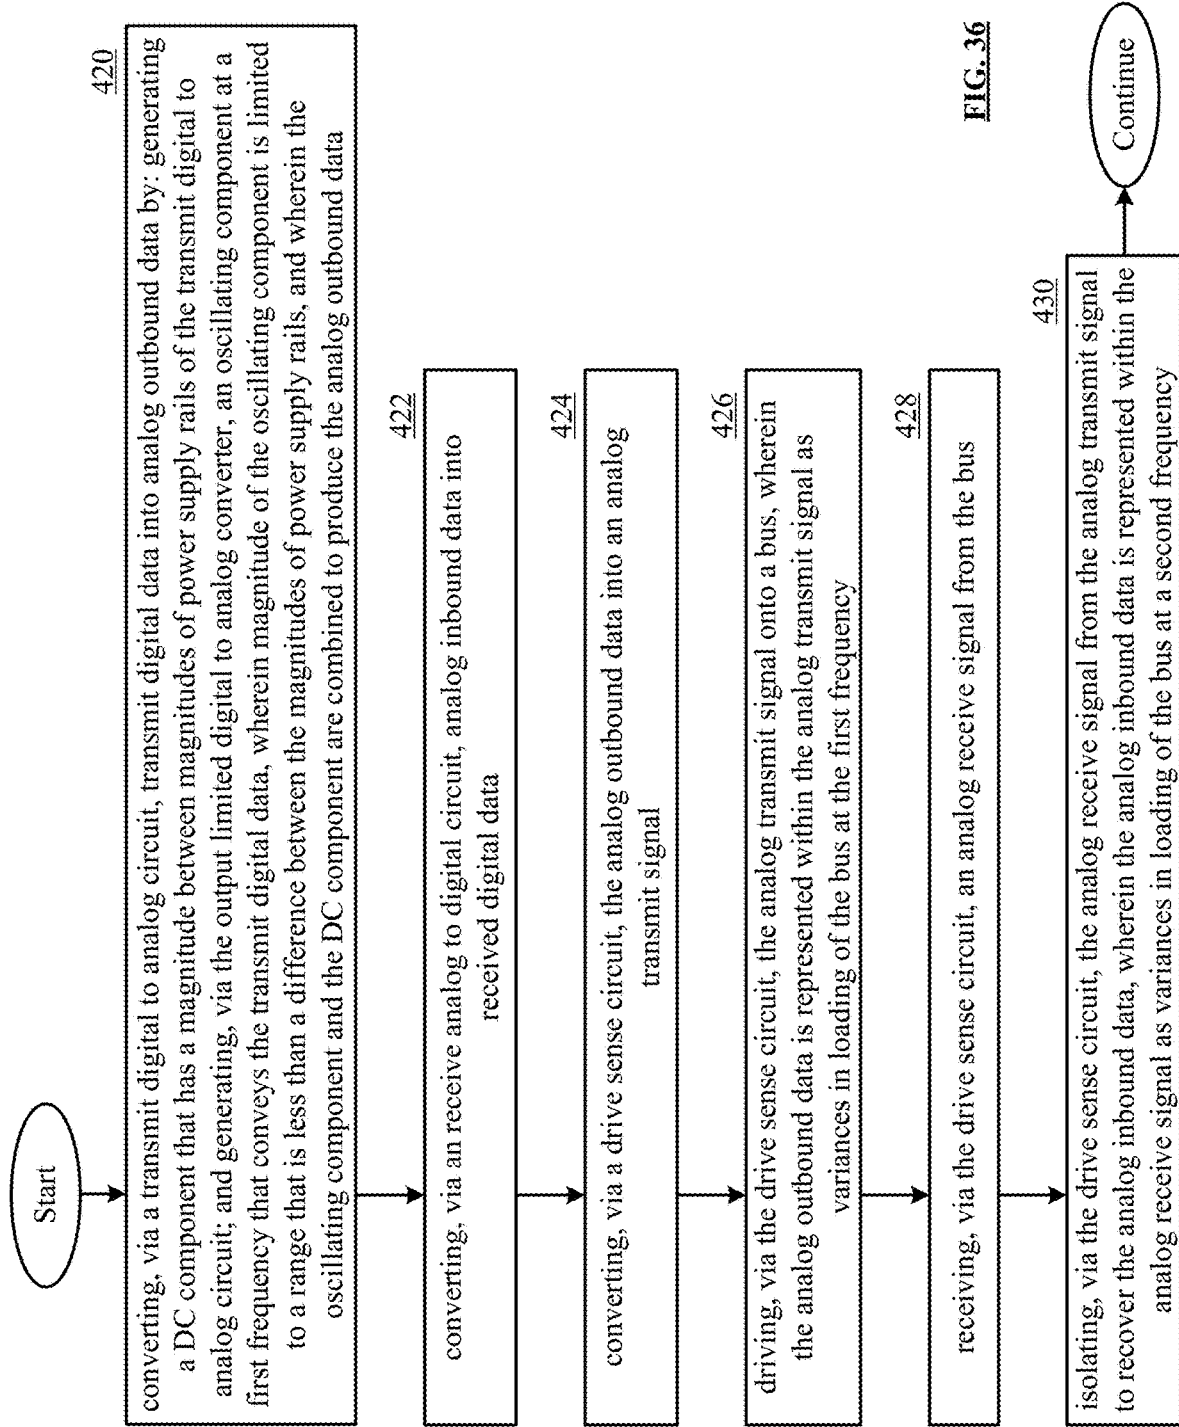 Start
420
converting, via a transmit digital to analog circuit, transmit digital data into analog outbound data by: generating
a DC component that has a magnitude between magnitudes of power supply rails of the transmit digital to
analog circuit; and generating, via the output limited digital to analog converter, an oscillating component at a
first frequency that conveys the transmit digital data, wherein magnitude of the oscillating component is limited
to a range that is less than a difference between the magnitudes of power supply rails, and wherein the
oscillating component and the DC component are combined to produce the analog outbound data
422
converting, via an receive analog to digital circuit, analog inbound data into
received digital data
424
converting, via a drive sense circuit, the analog outbound data into an analog
transmit signal
426
driving, via the drive sense circuit, the analog transmit signal onto a bus, wherein
the analog outbound data is represented within the analog transmit signal as
variances in loading of the bus at the first frequency
428
receiving, via the drive sense circuit, an analog receive signal from the bus
430
isolating, via the drive sense circuit, the analog receive signal from the analog transmit signal
to recover the analog inbound data, wherein the analog inbound data is represented within the
analog receive signal as variances in loading of the bus at a second frequency
Continue
FIG. 36